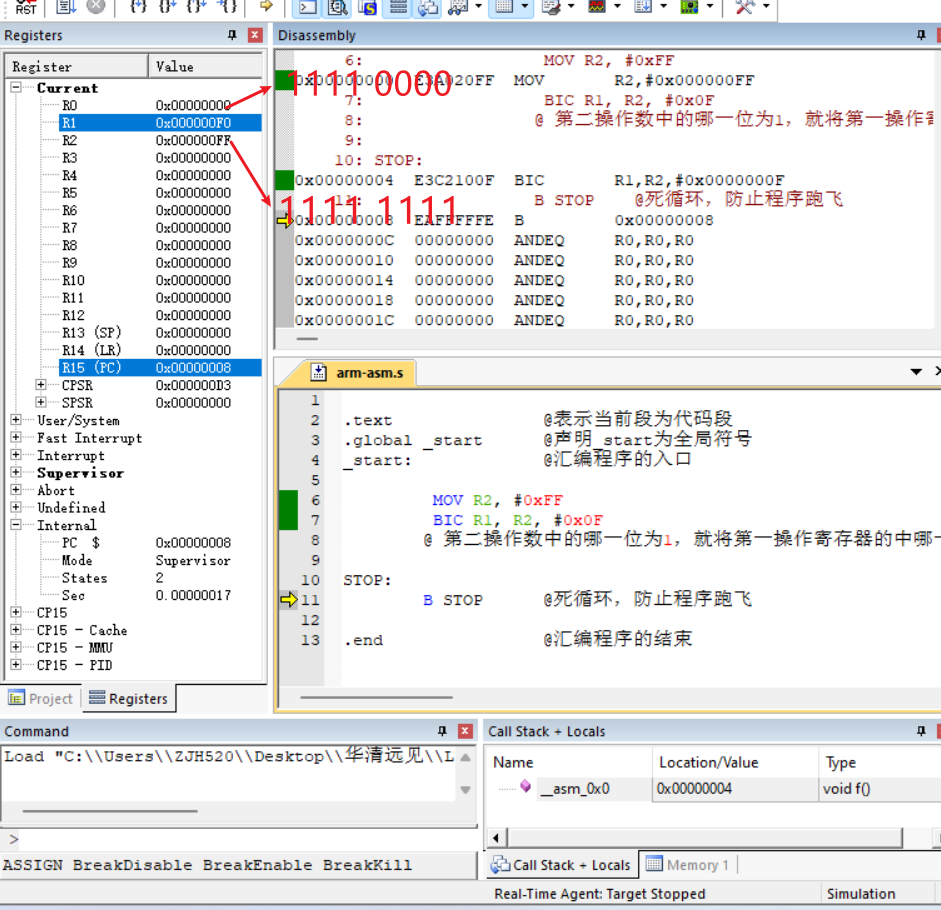 RST
Registers
Register Value
Current
R0 0x00000000
R1 0x000000F0
R2 0x000000FF
R3 0x00000000
R4 0x00000000
R5 0x00000000
R6 0x00000000
R7 0x00000000
R8 0x00000000
R9 0x00000000
R10 0x00000000
R11 0x00000000
R12 0x00000000
R13 (SP) 0x00000000
R14 (LR) 0x00000000
R15 (PC) 0x00000008
CPSR 0x000000D3
SPSR 0x00000000
User/System
Fast Interrupt
Interrupt
Supervisor
Abort
Undefined
Internal
PC $ 0x00000008
Mode Supervisor
States 2
Sec 0.00000017
CP15
CP15 - Cache
CP15 - MMU
CP15 - PID
Project Registers
Disassembly
6: MOV R2, #0xFF
1111 0000
0x00000000 E3A020FF MOV R2,#0x000000FF
7: BIC R1, R2, #0x0F
8: @ 第二操作数中的哪一位为1，就将第一操作寄
9:
10: STOP:
0x00000004 E3C2100F BIC R1,R2,#0x0000000F
11: B STOP @死循环，防止程序跑飞
1111 1111
0x00000008 EAFFFFFE B 0x00000008
0x0000000C 00000000 ANDEQ R0,R0,R0
0x00000010 00000000 ANDEQ R0,R0,R0
0x00000014 00000000 ANDEQ R0,R0,R0
0x00000018 00000000 ANDEQ R0,R0,R0
0x0000001C 00000000 ANDEQ R0,R0,R0
arm-asm.s
1
2 .text @表示当前段为代码段
3 .global _start @声明_start为全局符号
4 _start: @汇编程序的入口
5
6 MOV R2, #0xFF
7 BIC R1, R2, #0x0F
8 @ 第二操作数中的哪一位为1，就将第一操作寄存器的中哪一
9
10 STOP:
11 B STOP @死循环，防止程序跑飞
12
13 .end @汇编程序的结束
Command
Load "C:\\Users\\ZJH520\\Desktop\\华清远见\\L
>
ASSIGN BreakDisable BreakEnable BreakKill
Call Stack + Locals
Name Location/Value Type
__asm_0x0 0x00000004 void f()
Call Stack + Locals Memory 1
Real-Time Agent: Target Stopped Simulation